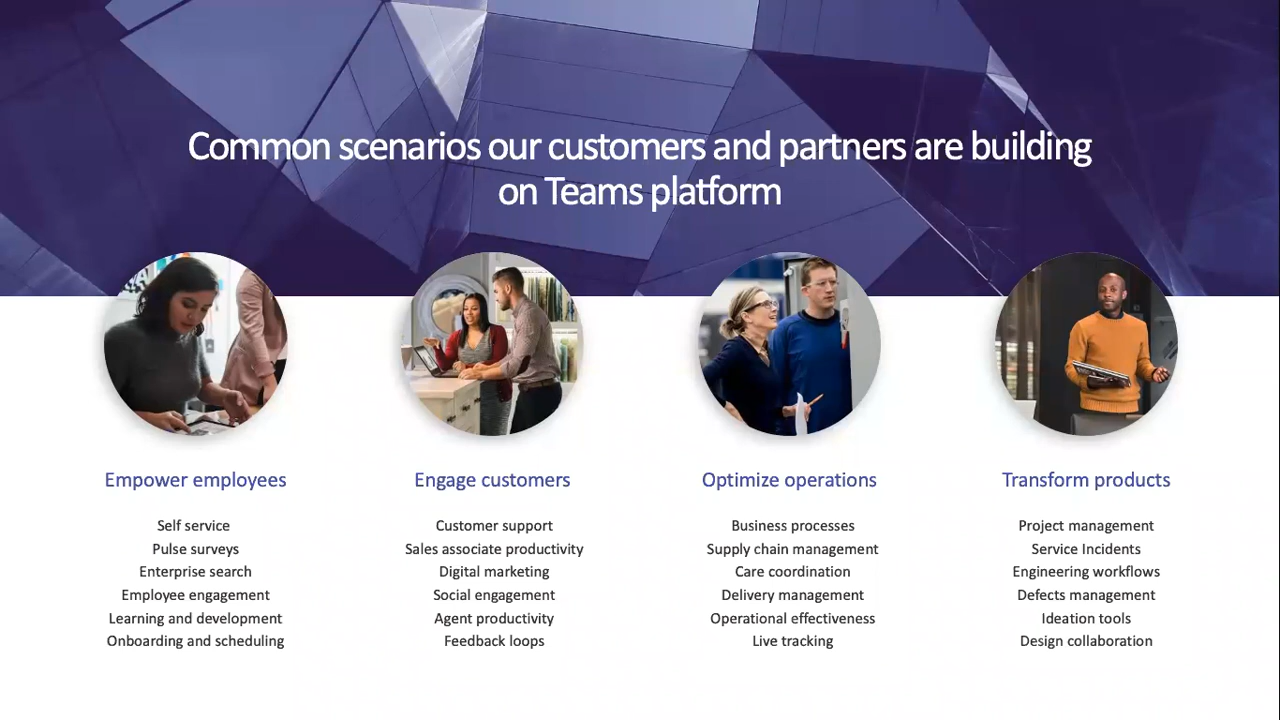 Common scenarios our customers and partners are building
on Teams platform
Empower employees
Self service
Pulse surveys
Enterprise search
Employee engagement
Learning and development
Onboarding and scheduling
Engage customers
Customer support
Sales associate productivity
Digital marketing
Social engagement
Agent productivity
Feedback loops
Optimize operations
Business processes
Supply chain management
Care coordination
Delivery management
Operational effectiveness
Live tracking
Transform products
Project management
Service Incidents
Engineering workflows
Defects management
Ideation tools
Design collaboration